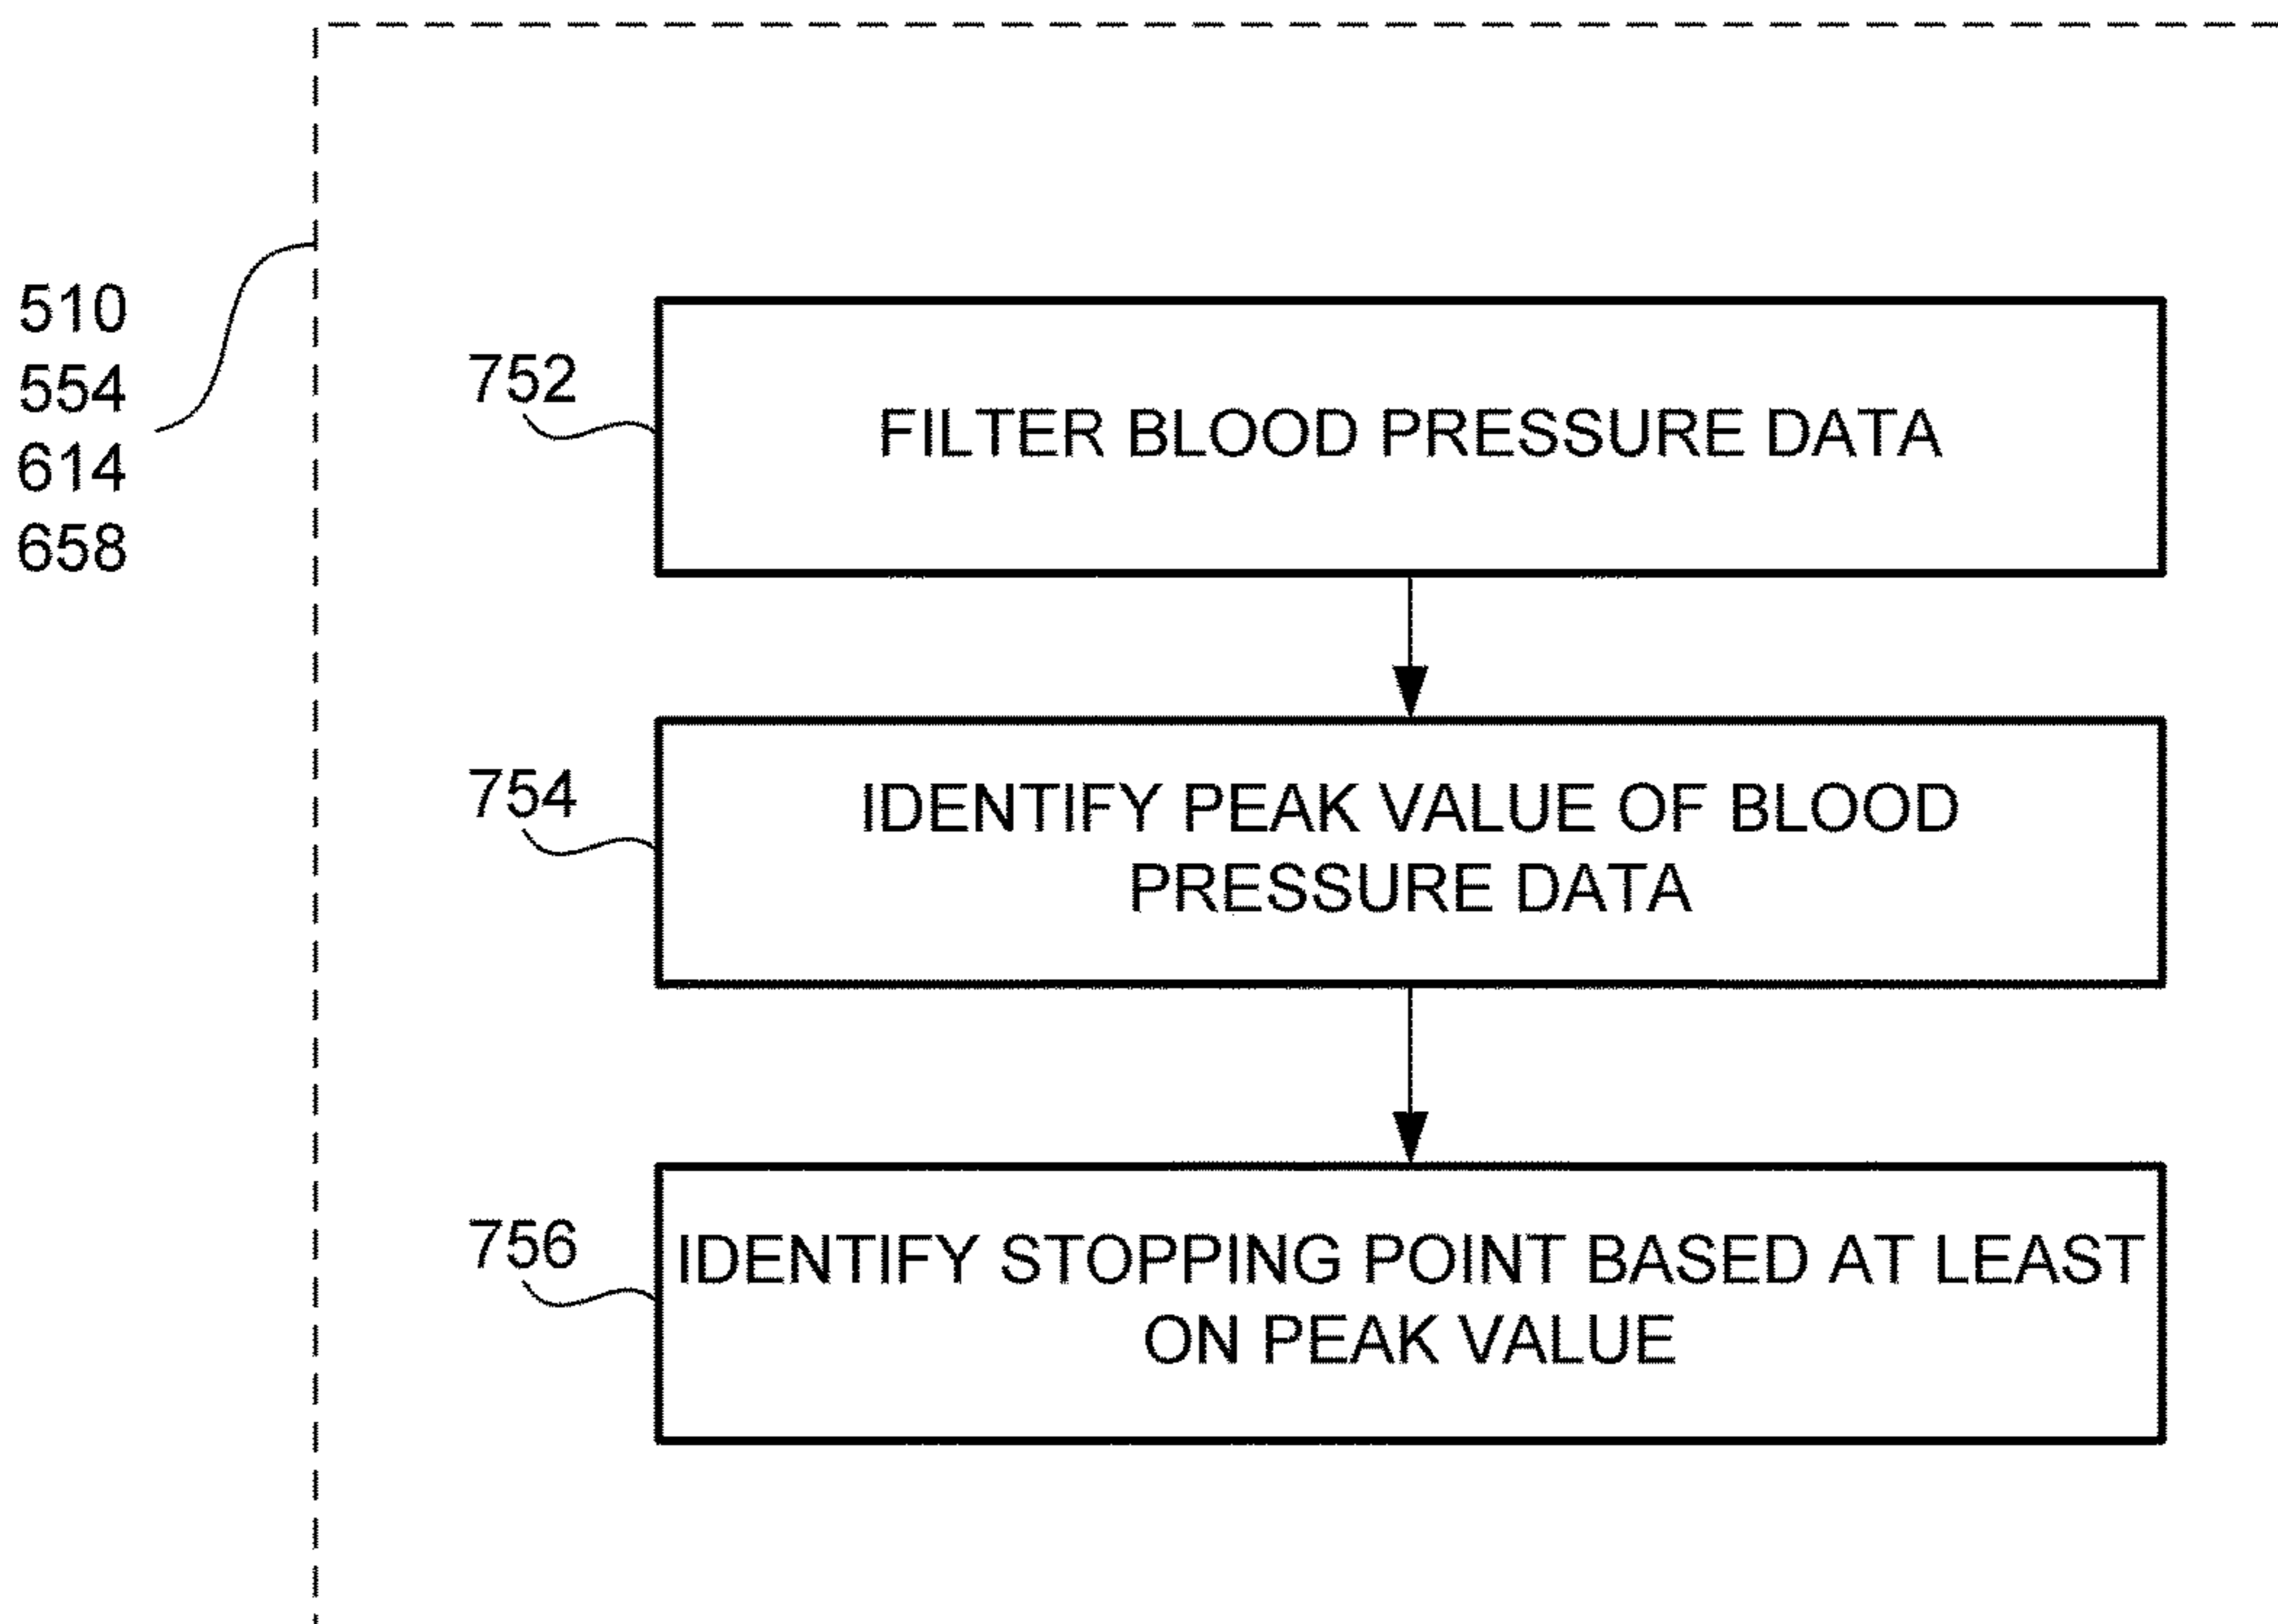 510
554
614
658
752
FILTER BLOOD PRESSURE DATA
754
IDENTIFY PEAK VALUE OF BLOOD
PRESSURE DATA
756
IDENTIFY STOPPING POINT BASED AT LEAST
ON PEAK VALUE